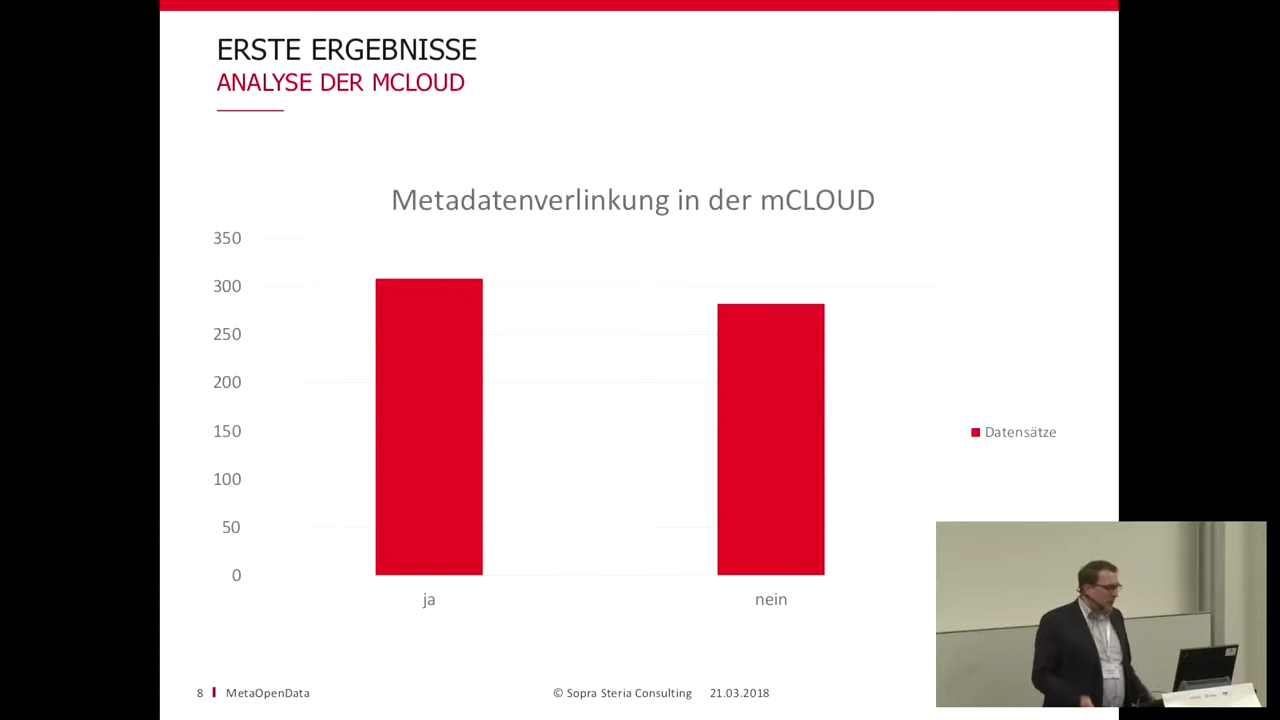 ERSTE ERGEBNISSE
ANALYSE DER MCLOUD
Metadatenverlinkung in der mCLOUD
350
300
250
200
150
100
50
0
ja
nein
Datensätze
8
MetaOpenData
© Sopra Steria Consulting
21.03.2018